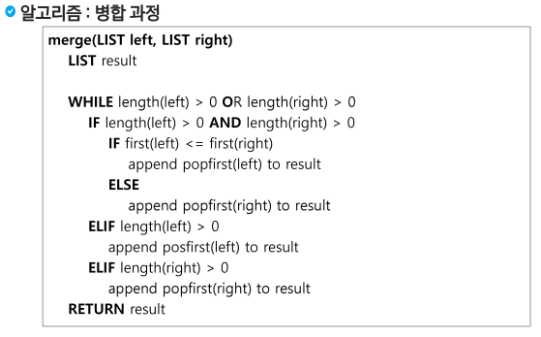 알고리즘 : 병합 과정
merge(LIST left, LIST right)
LIST result
WHILE length(left) > 0 OR length(right) > 0
IF length(left) > 0 AND length(right) > 0
IF first(left) <= first(right)
append popfirst(left) to result
ELSE
append popfirst(right) to result
ELIF length(left) > 0
append posfirst(left) to result
ELIF length(right) > 0
append popfirst(right) to result
RETURN result